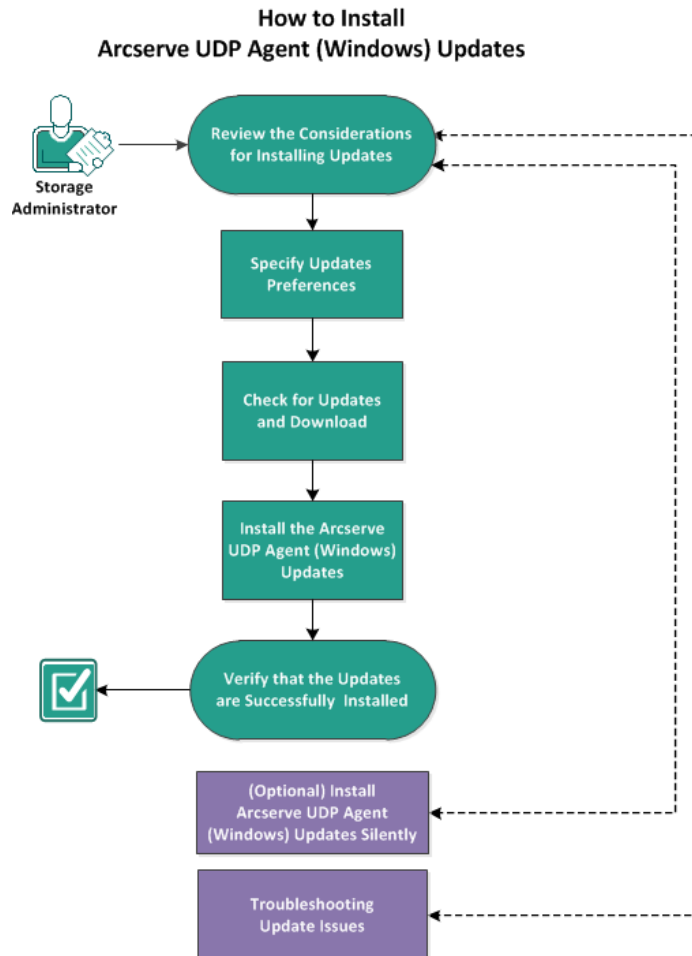 How to Install
Arcserve UDP Agent (Windows) Updates
Storage
Administrator
Review the Considerations
for Installing Updates
Specify Updates
Preferences
Check for Updates
and Download
Install the Arcserve
UDP Agent (Windows)
Updates
Verify that the Updates
are Successfully Installed
(Optional) Install
Arcserve UDP Agent
(Windows) Updates Silently
Troubleshooting
Update Issues